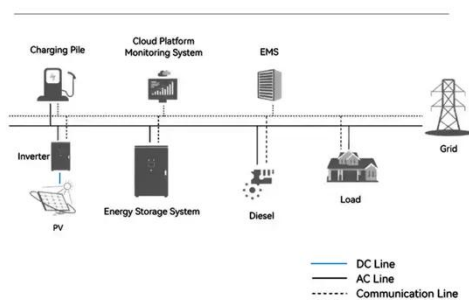 Charging Pile
Cloud Platform
Monitoring System
EMS
Grid
Inverter
PV
Energy Storage System
Diesel
Load
DC Line
AC Line
Communication Line